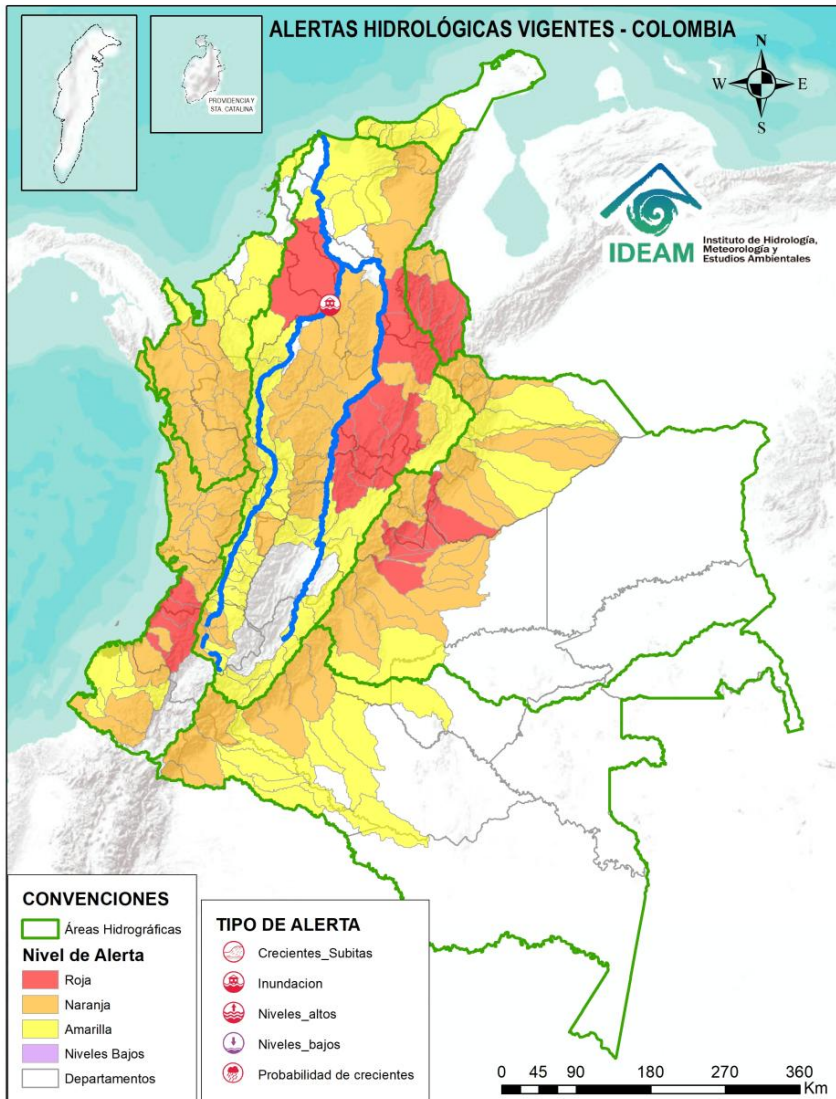 ALERTAS HIDROLÓGICAS VIGENTES - COLOMBIA
PROVIDENCIA Y
STA. CATALINA
N
W
E
S
IDEAM
Instituto de Hidrología,
Meteorología y
Estudios Ambientales
CONVENCIONES
Áreas Hidrográficas
Nivel de Alerta
Roja
Naranja
Amarilla
Niveles Bajos
Departamentos
TIPO DE ALERTA
Crecientes_Subitas
Inundacion
Niveles_altos
Niveles_bajos
Probabilidad de crecientes
0 45 90 180 270 360
Km